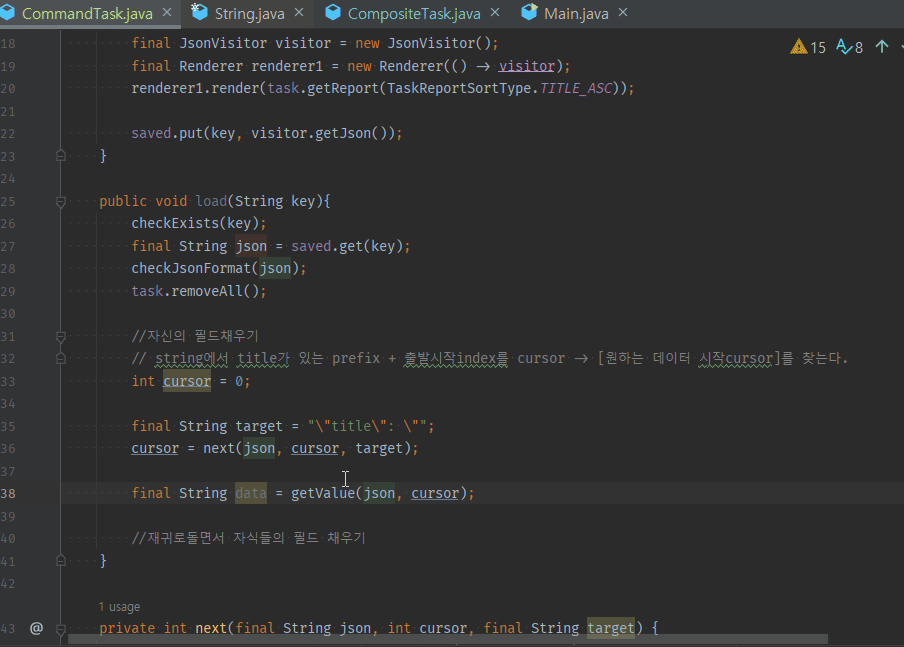 CommandTask.java × String.java × CompositeTask.java × Main.java ×
15 8
18 final JsonVisitor visitor = new JsonVisitor();
19 final Renderer renderer1 = new Renderer(() → visitor);
20 renderer1.render(task.getReport(TaskReportSortType.TITLE_ASC));
21
22 saved.put(key, visitor.getJson());
23 }
24
25 public void load(String key){
26 checkExists(key);
27 final String json = saved.get(key);
28 checkJsonFormat(json);
29 task.removeAll();
30
31 //자신의 필드채우기
32 // string에서 title가 있는 prefix + 출발시작index를 cursor → [원하는 데이터 시작cursor]를 찾는다.
33 int cursor = 0;
34
35 final String target = "\"title\": \"";
36 cursor = next(json, cursor, target);
37
38 final String data = getValue(json, cursor);
39
40 //재귀로돌면서 자식들의 필드 채우기
41 }
42
1 usage
43 @ private int next(final String json, int cursor, final String target) {